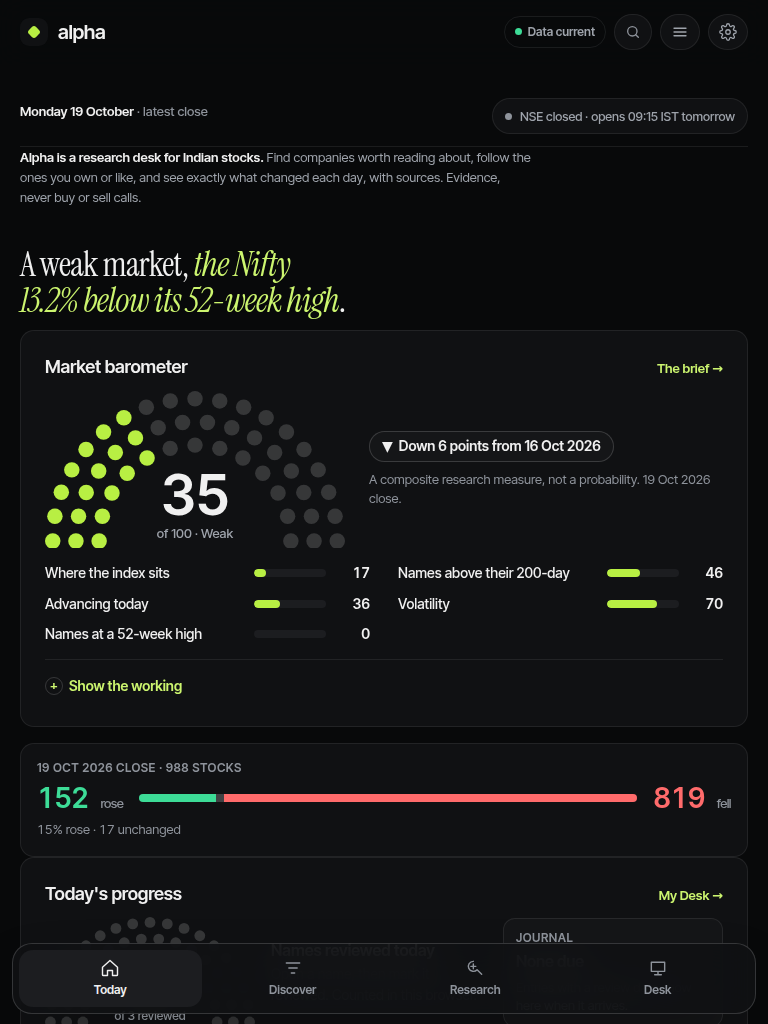 alpha
Data current
Monday 19 October · latest close
NSE closed · opens 09:15 IST tomorrow
Alpha is a research desk for Indian stocks. Find companies worth reading about, follow the
ones you own or like, and see exactly what changed each day, with sources. Evidence,
never buy or sell calls.
A weak market, the Nifty
13.2% below its 52-week high.
Market barometer
The brief →
35
of 100 · Weak
▼ Down 6 points from 16 Oct 2026
A composite research measure, not a probability. 19 Oct 2026
close.
Where the index sits 17
Names above their 200-day 46
Advancing today 36
Volatility 70
Names at a 52-week high 0
+ Show the working
19 OCT 2026 CLOSE · 988 STOCKS
152 rose
819 fell
15% rose · 17 unchanged
Today's progress
My Desk →
Names reviewed today
JOURNAL
None due
Today
Discover
Research
Desk
of 3 reviewed